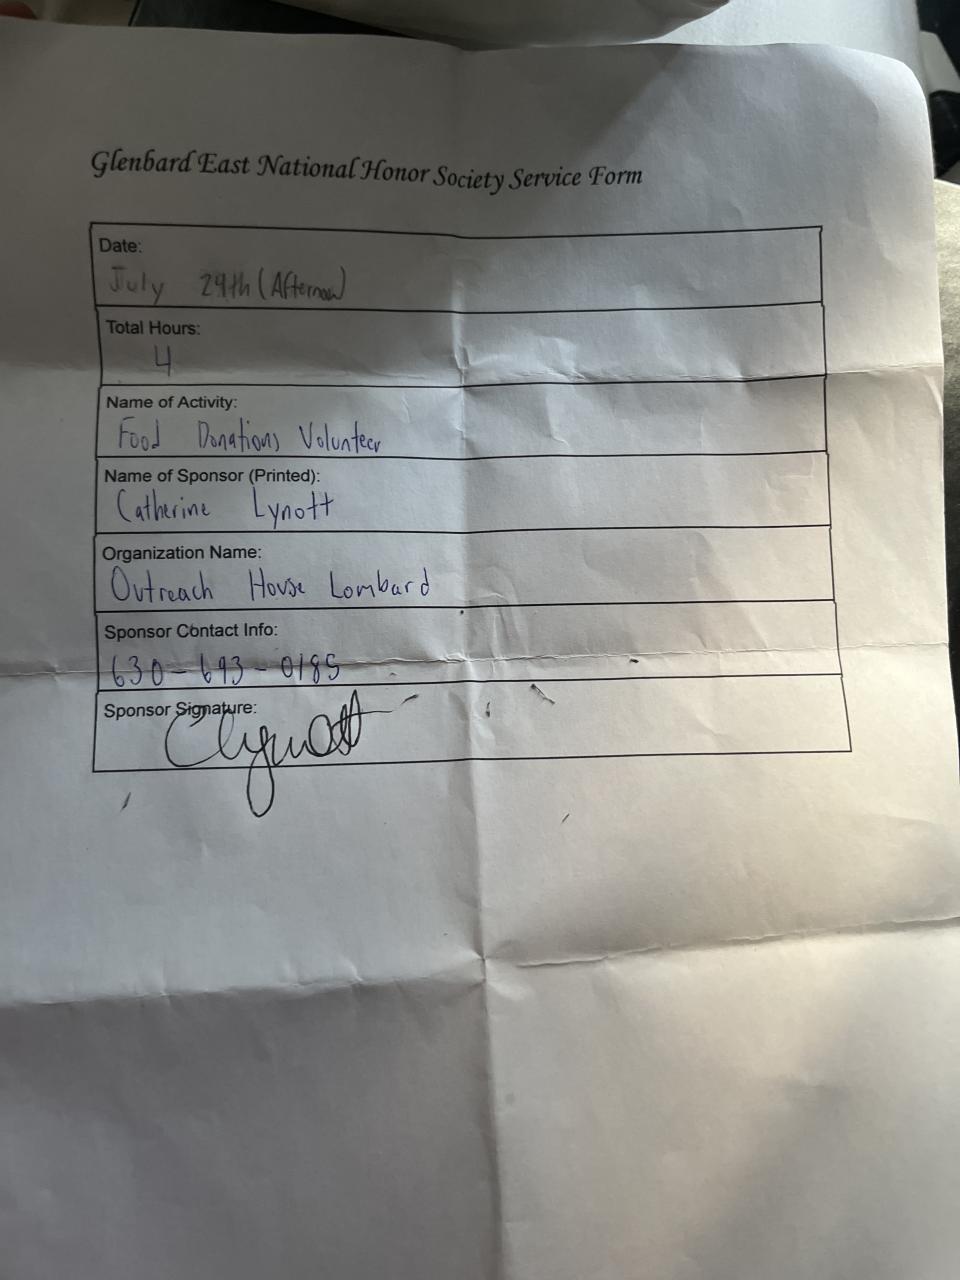 Glenbard East National Honor Society Service Form
Date:
July 29th (Afternoon)
Total Hours:
4
Name of Activity:
Food Donations Volunteer
Name of Sponsor (Printed):
Catherine Lynott
Organization Name:
Outreach House Lombard
Sponsor Contact Info:
630-693-0185
Sponsor Signature:
CLynott